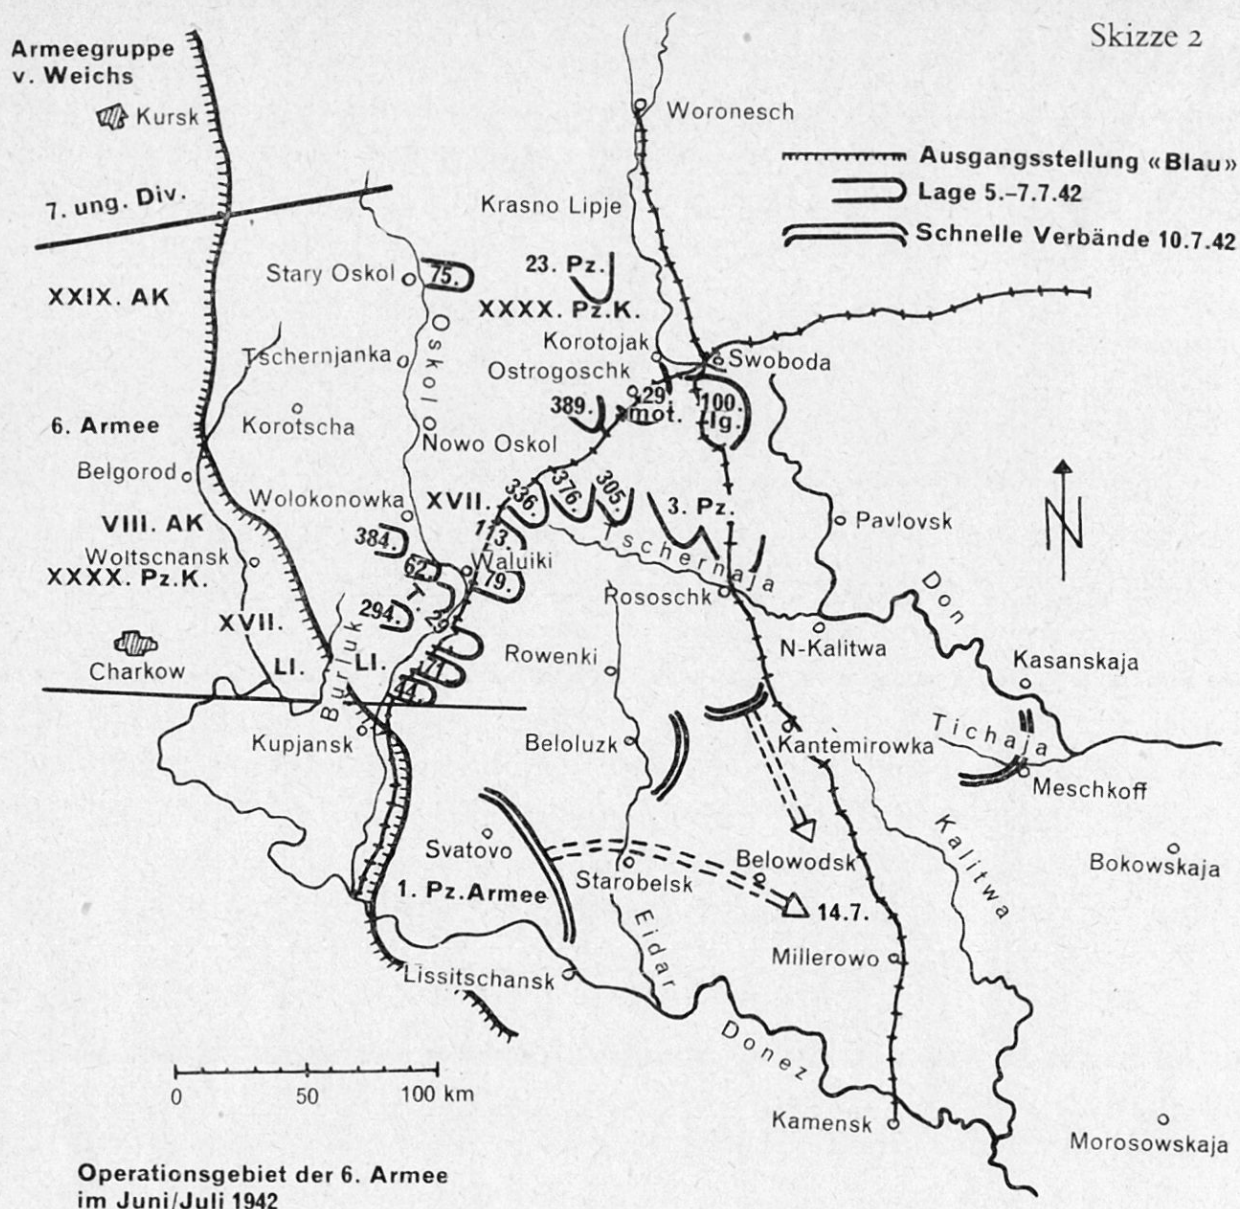 Skizze 2
Armeegruppe
v. Weichs
Kursk
Woronesch
Ausgangsstellung «Blau»
Lage 5.–7.7.42
Schnelle Verbände 10.7.42
7. ung. Div.
Krasno Lipje
Stary Oskol
75.
23. Pz.
XXIX. AK
XXXX. Pz.K.
Oskol
Korotojak
Tschernjanka
Swoboda
Ostrogoschk
389.
29.
mot.
100.
lg.
6. Armee
Korotscha
Nowo Oskol
Belgorod
Wolokonowka
XVII.
336.
376.
305.
3. Pz.
VIII. AK
384.
113.
Tschernaja
Pavlovsk
Woltschansk
62.
Waluiki
79.
XXXX. Pz.K.
Rososchk
Don
294.
XVII.
Burluk
N-Kalitwa
Charkow
LI.
LI.
71.
44.
Rowenki
Kasanskaja
Kupjansk
Beloluzk
Kantemirowka
Tichaja
Meschkoff
Svatovo
Starobelsk
Belowodsk
Kalitwa
Bokowskaja
1. Pz.Armee
14.7.
Eidar
Millerowo
Lissitschansk
Donez
0
50
100 km
Kamensk
Morosowskaja
Operationsgebiet der 6. Armee
im Juni/Juli 1942